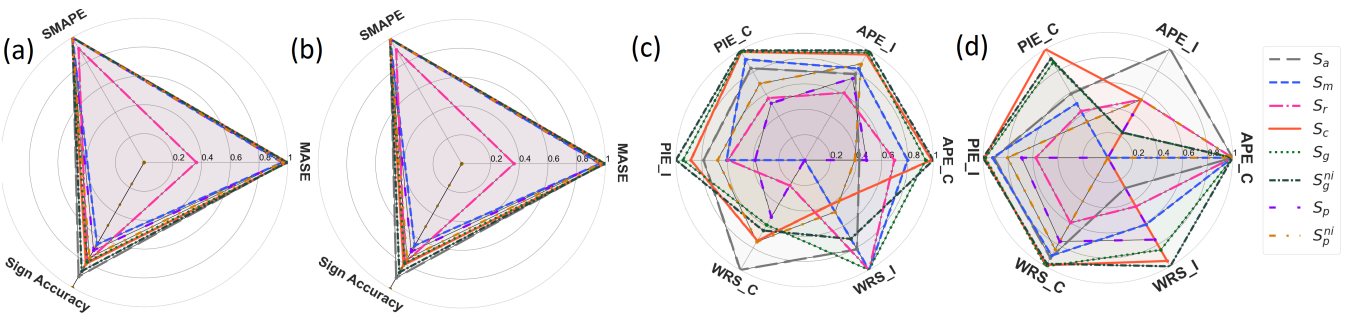 (a)
SMAPE
MASE
Sign Accuracy
0.2 0.4 0.6 0.8 1
(b)
SMAPE
MASE
Sign Accuracy
0.2 0.4 0.6 0.8 1
(c)
PIE_C
APE_I
APE_C
WRS_I
WRS_C
PIE_I
0.2 0.4 0.6 0.8 1
(d)
PIE_C
APE_I
APE_C
WRS_I
WRS_C
PIE_I
0.2 0.4 0.6 0.8 1
S_a
S_m
S_r
S_c
S_g
S_g^{ni}
S_p
S_p^{ni}